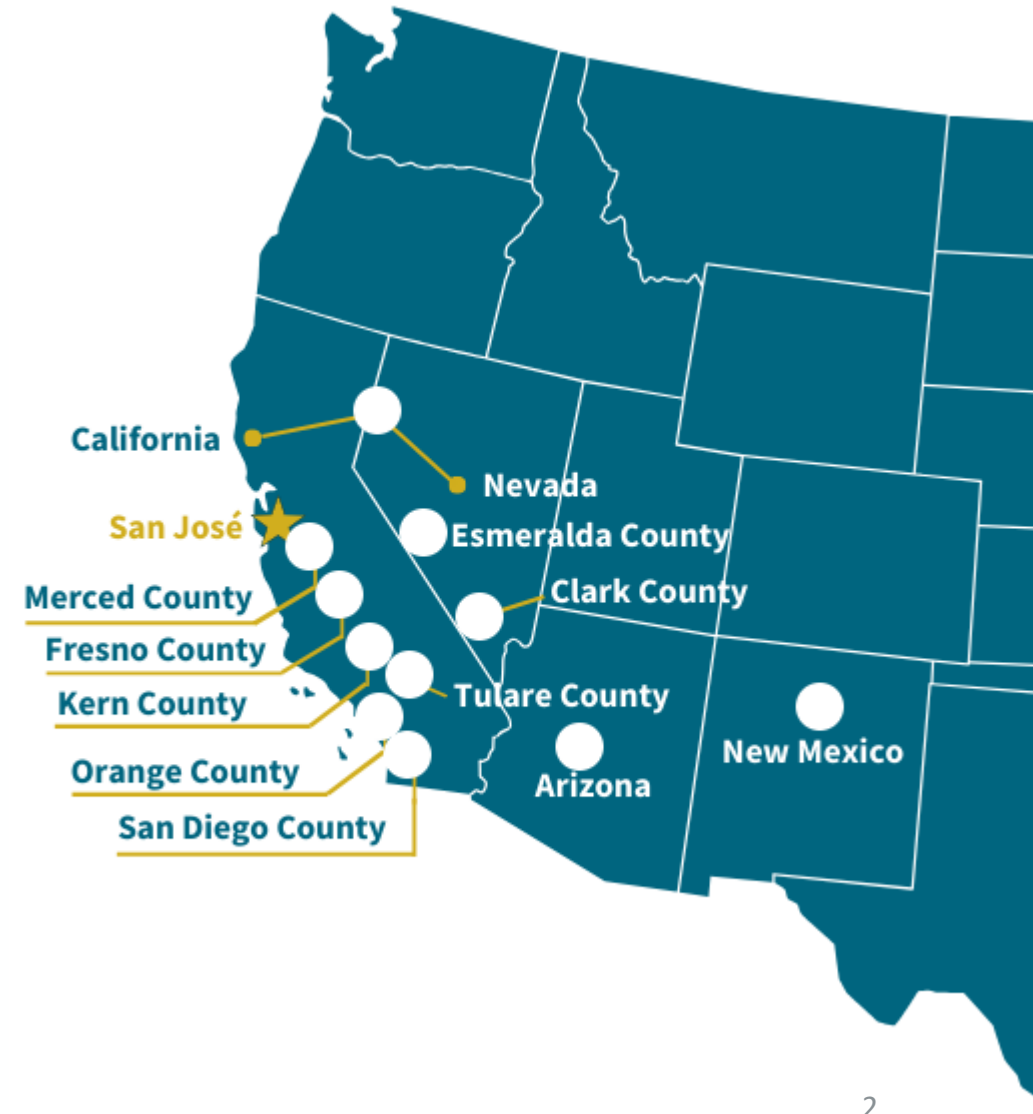 California
Nevada
San José
Esmeralda County
Clark County
Merced County
Fresno County
Kern County
Tulare County
New Mexico
Orange County
Arizona
San Diego County
2